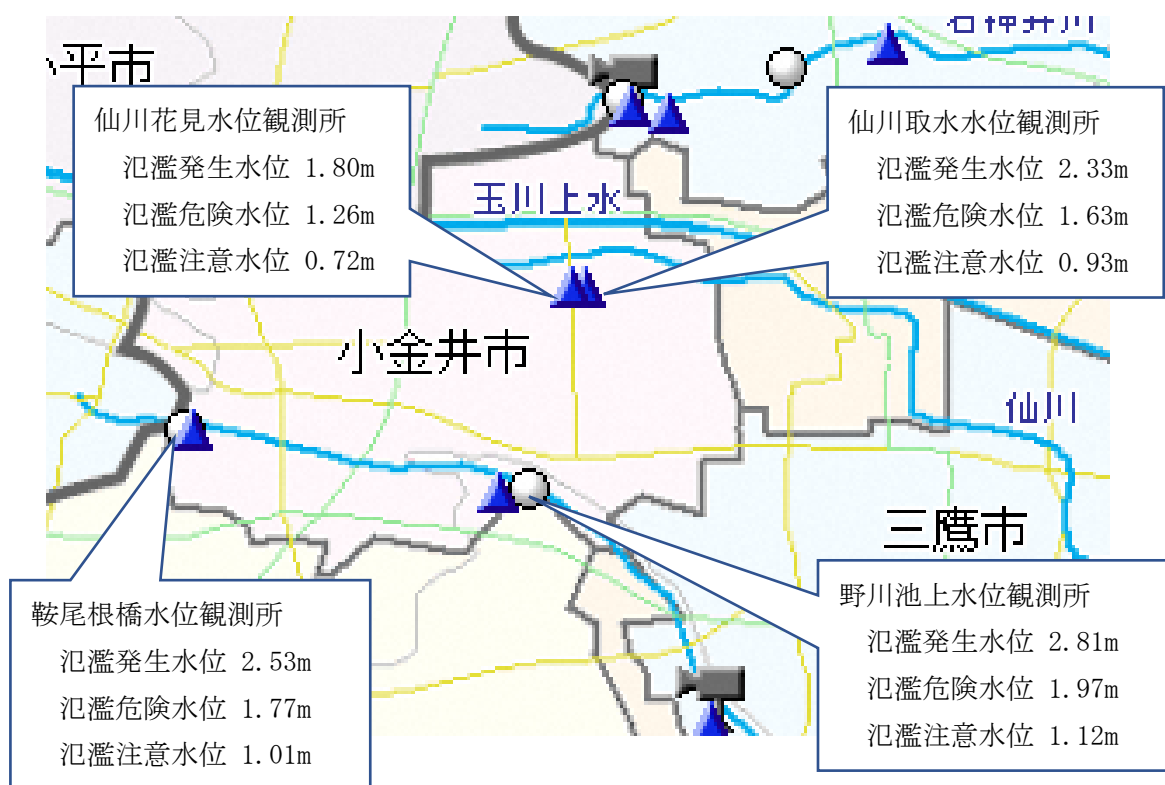 石神井川
小平市
仙川花見水位観測所
氾濫発生水位 1.80m
氾濫危険水位 1.26m
氾濫注意水位 0.72m
仙川取水水位観測所
氾濫発生水位 2.33m
氾濫危険水位 1.63m
氾濫注意水位 0.93m
玉川上水
小金井市
仙川
三鷹市
鞍尾根橋水位観測所
氾濫発生水位 2.53m
氾濫危険水位 1.77m
氾濫注意水位 1.01m
野川池上水位観測所
氾濫発生水位 2.81m
氾濫危険水位 1.97m
氾濫注意水位 1.12m